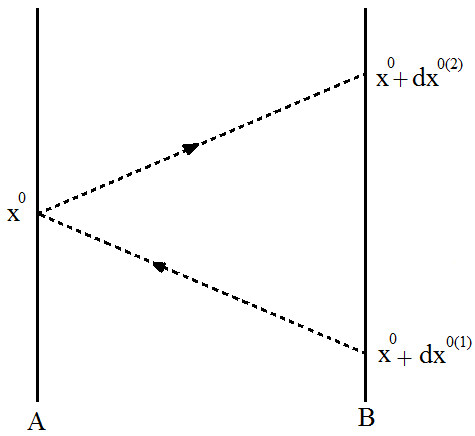 x⁰ + dx⁰⁽²⁾
x⁰
x⁰ + dx⁰⁽¹⁾
A
B